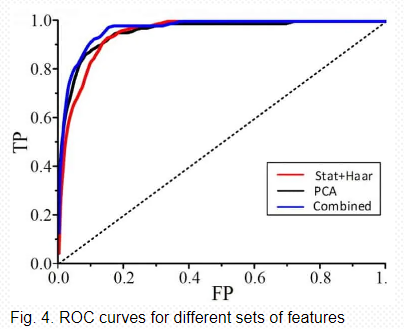 1.0
0.8
0.6
0.4
0.2
0.0
TP
Stat+Haar
PCA
Combined
0.0 0.2 0.4 0.6 0.8 1.
FP
Fig. 4. ROC curves for different sets of features